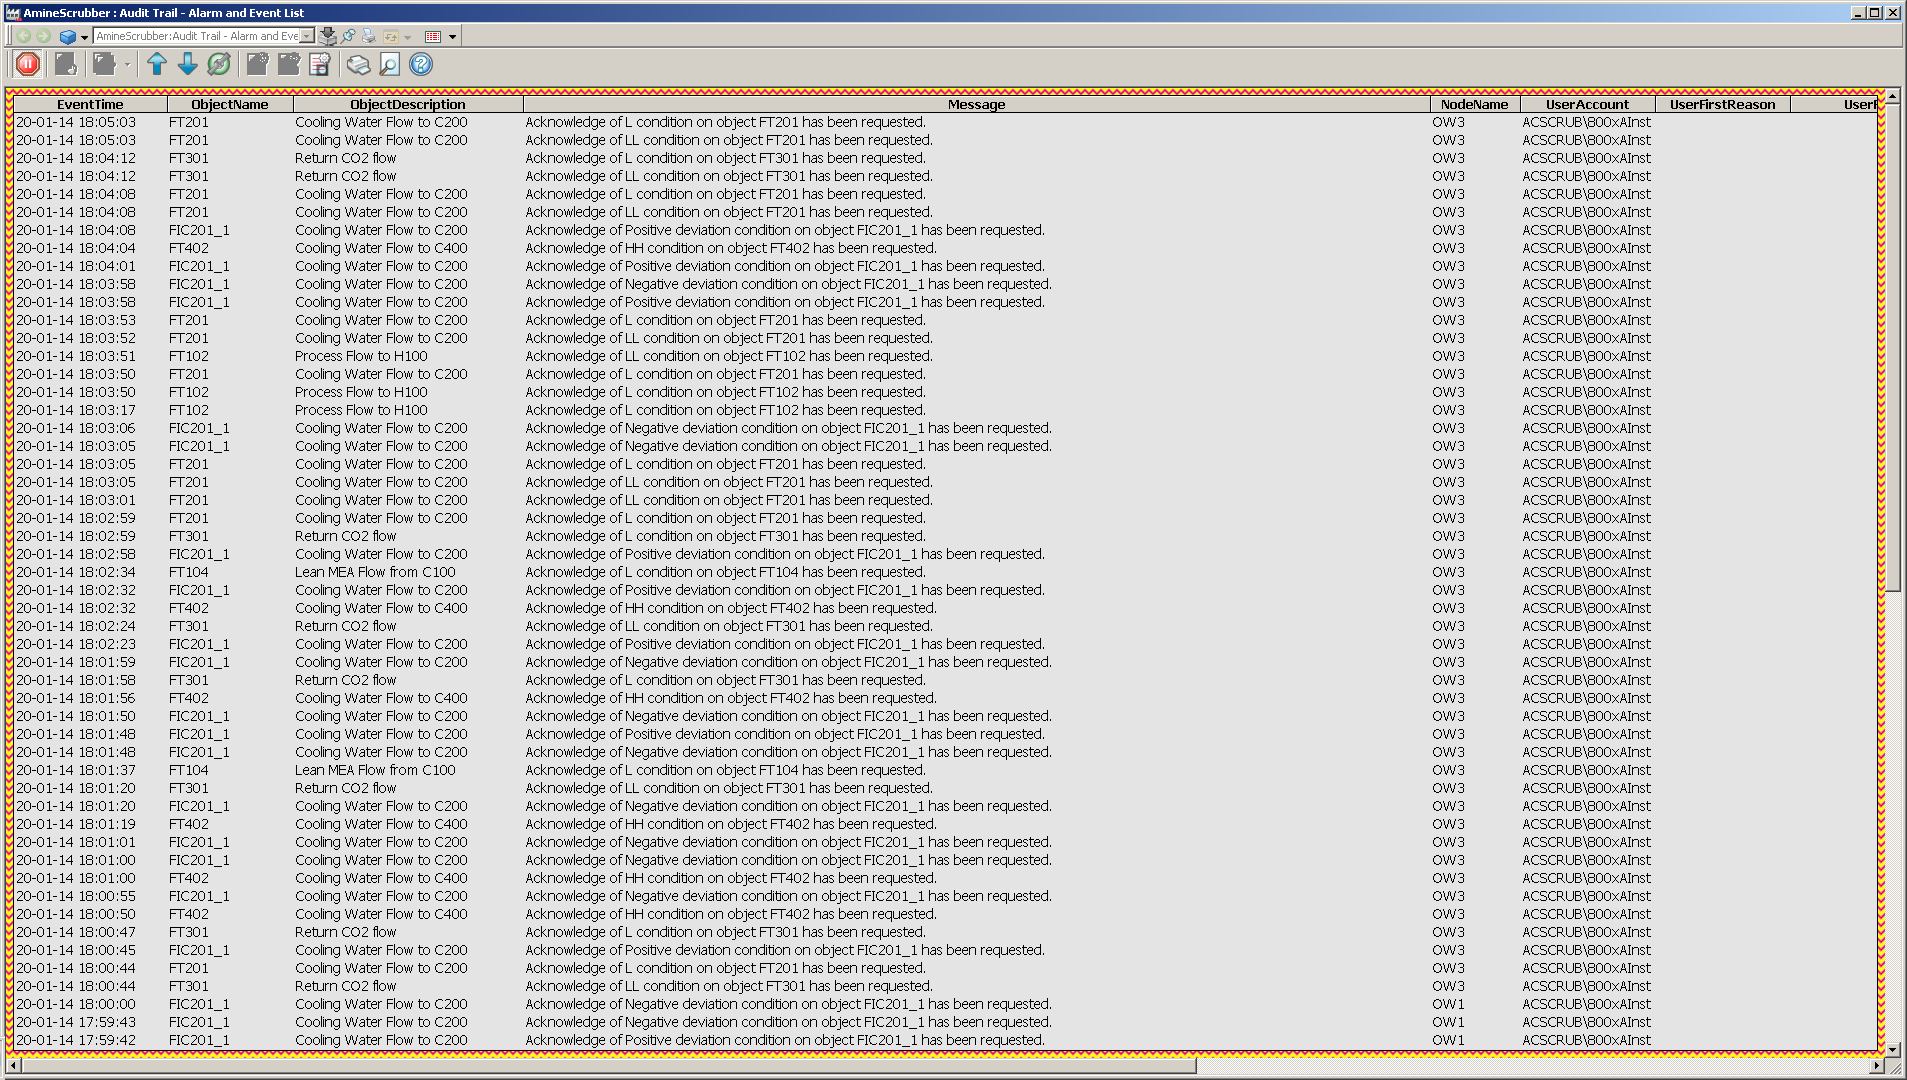 AmineScrubber : Audit Trail - Alarm and Event List
AmineScrubber:Audit Trail - Alarm and Eve
EventTime ObjectName ObjectDescription Message NodeName UserAccount UserFirstReason
20-01-14 18:05:03 FT201 Cooling Water Flow to C200 Acknowledge of L condition on object FT201 has been requested. OW3 ACSCRUB\800xAInst
20-01-14 18:05:03 FT201 Cooling Water Flow to C200 Acknowledge of LL condition on object FT201 has been requested. OW3 ACSCRUB\800xAInst
20-01-14 18:04:12 FT301 Return CO2 flow Acknowledge of L condition on object FT301 has been requested. OW3 ACSCRUB\800xAInst
20-01-14 18:04:12 FT301 Return CO2 flow Acknowledge of LL condition on object FT301 has been requested. OW3 ACSCRUB\800xAInst
20-01-14 18:04:08 FT201 Cooling Water Flow to C200 Acknowledge of L condition on object FT201 has been requested. OW3 ACSCRUB\800xAInst
20-01-14 18:04:08 FT201 Cooling Water Flow to C200 Acknowledge of LL condition on object FT201 has been requested. OW3 ACSCRUB\800xAInst
20-01-14 18:04:08 FIC201_1 Cooling Water Flow to C200 Acknowledge of Positive deviation condition on object FIC201_1 has been requested. OW3 ACSCRUB\800xAInst
20-01-14 18:04:04 FT402 Cooling Water Flow to C400 Acknowledge of HH condition on object FT402 has been requested. OW3 ACSCRUB\800xAInst
20-01-14 18:04:01 FIC201_1 Cooling Water Flow to C200 Acknowledge of Positive deviation condition on object FIC201_1 has been requested. OW3 ACSCRUB\800xAInst
20-01-14 18:03:58 FIC201_1 Cooling Water Flow to C200 Acknowledge of Negative deviation condition on object FIC201_1 has been requested. OW3 ACSCRUB\800xAInst
20-01-14 18:03:58 FIC201_1 Cooling Water Flow to C200 Acknowledge of Positive deviation condition on object FIC201_1 has been requested. OW3 ACSCRUB\800xAInst
20-01-14 18:03:53 FT201 Cooling Water Flow to C200 Acknowledge of L condition on object FT201 has been requested. OW3 ACSCRUB\800xAInst
20-01-14 18:03:52 FT201 Cooling Water Flow to C200 Acknowledge of LL condition on object FT201 has been requested. OW3 ACSCRUB\800xAInst
20-01-14 18:03:51 FT102 Process Flow to H100 Acknowledge of LL condition on object FT102 has been requested. OW3 ACSCRUB\800xAInst
20-01-14 18:03:50 FT201 Cooling Water Flow to C200 Acknowledge of L condition on object FT201 has been requested. OW3 ACSCRUB\800xAInst
20-01-14 18:03:50 FT102 Process Flow to H100 Acknowledge of L condition on object FT102 has been requested. OW3 ACSCRUB\800xAInst
20-01-14 18:03:17 FT102 Process Flow to H100 Acknowledge of L condition on object FT102 has been requested. OW3 ACSCRUB\800xAInst
20-01-14 18:03:06 FIC201_1 Cooling Water Flow to C200 Acknowledge of Negative deviation condition on object FIC201_1 has been requested. OW3 ACSCRUB\800xAInst
20-01-14 18:03:05 FIC201_1 Cooling Water Flow to C200 Acknowledge of Negative deviation condition on object FIC201_1 has been requested. OW3 ACSCRUB\800xAInst
20-01-14 18:03:05 FT201 Cooling Water Flow to C200 Acknowledge of L condition on object FT201 has been requested. OW3 ACSCRUB\800xAInst
20-01-14 18:03:05 FT201 Cooling Water Flow to C200 Acknowledge of LL condition on object FT201 has been requested. OW3 ACSCRUB\800xAInst
20-01-14 18:03:01 FT201 Cooling Water Flow to C200 Acknowledge of LL condition on object FT201 has been requested. OW3 ACSCRUB\800xAInst
20-01-14 18:02:59 FT201 Cooling Water Flow to C200 Acknowledge of L condition on object FT201 has been requested. OW3 ACSCRUB\800xAInst
20-01-14 18:02:59 FT301 Return CO2 flow Acknowledge of L condition on object FT301 has been requested. OW3 ACSCRUB\800xAInst
20-01-14 18:02:58 FIC201_1 Cooling Water Flow to C200 Acknowledge of Positive deviation condition on object FIC201_1 has been requested. OW3 ACSCRUB\800xAInst
20-01-14 18:02:34 FT104 Lean MEA Flow from C100 Acknowledge of L condition on object FT104 has been requested. OW3 ACSCRUB\800xAInst
20-01-14 18:02:32 FIC201_1 Cooling Water Flow to C200 Acknowledge of Positive deviation condition on object FIC201_1 has been requested. OW3 ACSCRUB\800xAInst
20-01-14 18:02:32 FT402 Cooling Water Flow to C400 Acknowledge of HH condition on object FT402 has been requested. OW3 ACSCRUB\800xAInst
20-01-14 18:02:24 FT301 Return CO2 flow Acknowledge of LL condition on object FT301 has been requested. OW3 ACSCRUB\800xAInst
20-01-14 18:02:23 FIC201_1 Cooling Water Flow to C200 Acknowledge of Positive deviation condition on object FIC201_1 has been requested. OW3 ACSCRUB\800xAInst
20-01-14 18:01:59 FIC201_1 Cooling Water Flow to C200 Acknowledge of Negative deviation condition on object FIC201_1 has been requested. OW3 ACSCRUB\800xAInst
20-01-14 18:01:58 FT301 Return CO2 flow Acknowledge of L condition on object FT301 has been requested. OW3 ACSCRUB\800xAInst
20-01-14 18:01:56 FT402 Cooling Water Flow to C400 Acknowledge of HH condition on object FT402 has been requested. OW3 ACSCRUB\800xAInst
20-01-14 18:01:50 FIC201_1 Cooling Water Flow to C200 Acknowledge of Negative deviation condition on object FIC201_1 has been requested. OW3 ACSCRUB\800xAInst
20-01-14 18:01:48 FIC201_1 Cooling Water Flow to C200 Acknowledge of Positive deviation condition on object FIC201_1 has been requested. OW3 ACSCRUB\800xAInst
20-01-14 18:01:48 FIC201_1 Cooling Water Flow to C200 Acknowledge of Negative deviation condition on object FIC201_1 has been requested. OW3 ACSCRUB\800xAInst
20-01-14 18:01:37 FT104 Lean MEA Flow from C100 Acknowledge of L condition on object FT104 has been requested. OW3 ACSCRUB\800xAInst
20-01-14 18:01:20 FT301 Return CO2 flow Acknowledge of LL condition on object FT301 has been requested. OW3 ACSCRUB\800xAInst
20-01-14 18:01:20 FIC201_1 Cooling Water Flow to C200 Acknowledge of Negative deviation condition on object FIC201_1 has been requested. OW3 ACSCRUB\800xAInst
20-01-14 18:01:19 FT402 Cooling Water Flow to C400 Acknowledge of HH condition on object FT402 has been requested. OW3 ACSCRUB\800xAInst
20-01-14 18:01:01 FIC201_1 Cooling Water Flow to C200 Acknowledge of Negative deviation condition on object FIC201_1 has been requested. OW3 ACSCRUB\800xAInst
20-01-14 18:01:00 FIC201_1 Cooling Water Flow to C200 Acknowledge of Negative deviation condition on object FIC201_1 has been requested. OW3 ACSCRUB\800xAInst
20-01-14 18:01:00 FT402 Cooling Water Flow to C400 Acknowledge of HH condition on object FT402 has been requested. OW3 ACSCRUB\800xAInst
20-01-14 18:00:55 FIC201_1 Cooling Water Flow to C200 Acknowledge of Negative deviation condition on object FIC201_1 has been requested. OW3 ACSCRUB\800xAInst
20-01-14 18:00:50 FT402 Cooling Water Flow to C400 Acknowledge of HH condition on object FT402 has been requested. OW3 ACSCRUB\800xAInst
20-01-14 18:00:47 FT301 Return CO2 flow Acknowledge of L condition on object FT301 has been requested. OW3 ACSCRUB\800xAInst
20-01-14 18:00:45 FIC201_1 Cooling Water Flow to C200 Acknowledge of Positive deviation condition on object FIC201_1 has been requested. OW3 ACSCRUB\800xAInst
20-01-14 18:00:44 FT201 Cooling Water Flow to C200 Acknowledge of L condition on object FT201 has been requested. OW3 ACSCRUB\800xAInst
20-01-14 18:00:44 FT301 Return CO2 flow Acknowledge of LL condition on object FT301 has been requested. OW3 ACSCRUB\800xAInst
20-01-14 18:00:00 FIC201_1 Cooling Water Flow to C200 Acknowledge of Negative deviation condition on object FIC201_1 has been requested. OW1 ACSCRUB\800xAInst
20-01-14 17:59:43 FIC201_1 Cooling Water Flow to C200 Acknowledge of Negative deviation condition on object FIC201_1 has been requested. OW1 ACSCRUB\800xAInst
20-01-14 17:59:42 FIC201_1 Cooling Water Flow to C200 Acknowledge of Positive deviation condition on object FIC201_1 has been requested. OW1 ACSCRUB\800xAInst